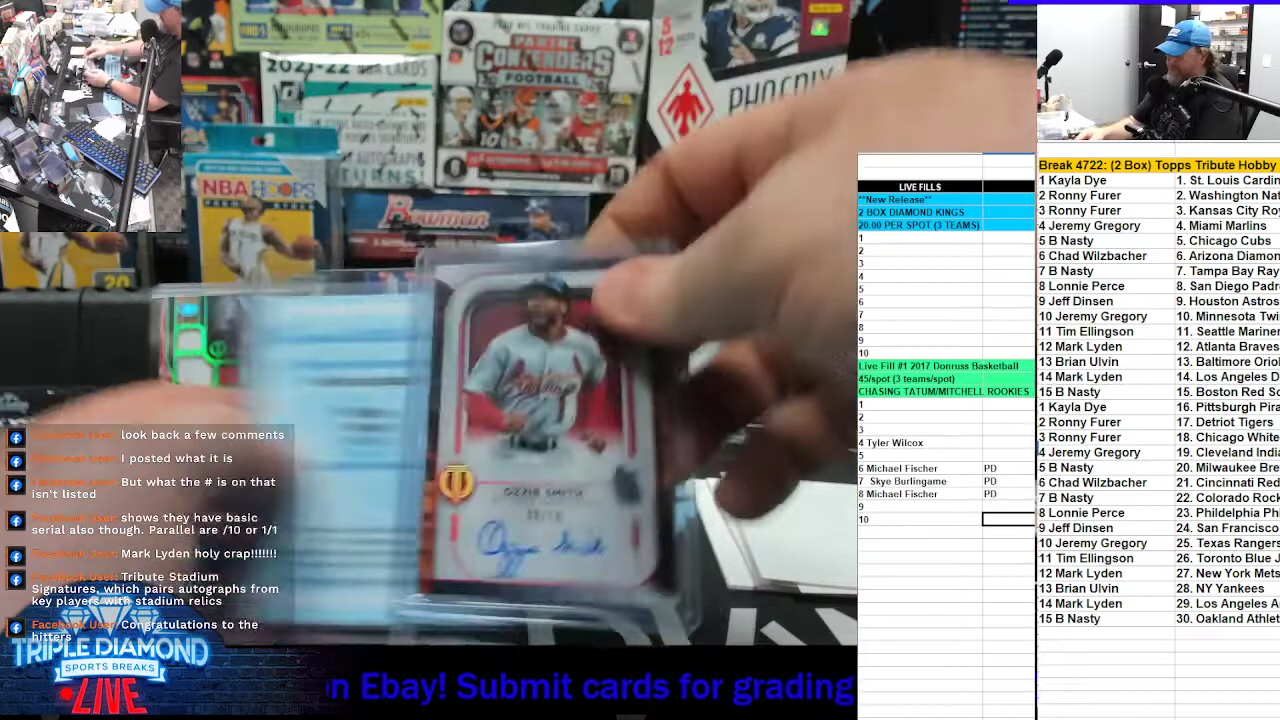 2021-22 NBA CARDS
AUTOGRAPHS
PANINI
CONTENDERS
FOOTBALL
PHOENIX
NBA HOOPS
Bowman
20
OZZIE SMITH
look back a few comments
I posted what it is
But what the # is on that
isn't listed
shows they have basic
serial also though. Parallel are /10 or 1/1
Mark Lyden holy crap!!!!!!!
Facebook User: Tribute Stadium
Signatures, which pairs autographs from
key players with stadium relics
Facebook User: Congratulations to the
hitters
TRIPLE DIAMOND
SPORTS BREAKS
LIVE
n Ebay! Submit cards for grading
LIVE FILLS
**New Release**
2 BOX DIAMOND KINGS
20.00 PER SPOT (3 TEAMS)
1
2
3
4
5
6
7
8
9
10
Live Fill #1 2017 Donruss Basketball
45/spot (3 teams/spot)
CHASING TATUM/MITCHELL ROOKIES
1
2
3
4 Tyler Wilcox
5
6 Michael Fischer PD
7 Skye Burlingame PD
8 Michael Fischer PD
9
10
Break 4722: (2 Box) Topps Tribute Hobby
1 Kayla Dye 1. St. Louis Cardin
2 Ronny Furer 2. Washington Nat
3 Ronny Furer 3. Kansas City Ro
4 Jeremy Gregory 4. Miami Marlins
5 B Nasty 5. Chicago Cubs
6 Chad Wilzbacher 6. Arizona Diamon
7 B Nasty 7. Tampa Bay Ray
8 Lonnie Perce 8. San Diego Padr
9 Jeff Dinsen 9. Houston Astros
10 Jeremy Gregory 10. Minnesota Twi
11 Tim Ellingson 11. Seattle Mariner
12 Mark Lyden 12. Atlanta Braves
13 Brian Ulvin 13. Baltimore Orio
14 Mark Lyden 14. Los Angeles D
15 B Nasty 15. Boston Red So
1 Kayla Dye 16. Pittsburgh Pira
2 Ronny Furer 17. Detriot Tigers
3 Ronny Furer 18. Chicago White
4 Jeremy Gregory 19. Cleveland India
5 B Nasty 20. Milwaukee Bre
6 Chad Wilzbacher 21. Cincinnati Red
7 B Nasty 22. Colorado Rock
8 Lonnie Perce 23. Philadelphia Ph
9 Jeff Dinsen 24. San Francisco
10 Jeremy Gregory 25. Texas Rangers
11 Tim Ellingson 26. Toronto Blue J
12 Mark Lyden 27. New York Mets
13 Brian Ulvin 28. NY Yankees
14 Mark Lyden 29. Los Angeles A
15 B Nasty 30. Oakland Athlet